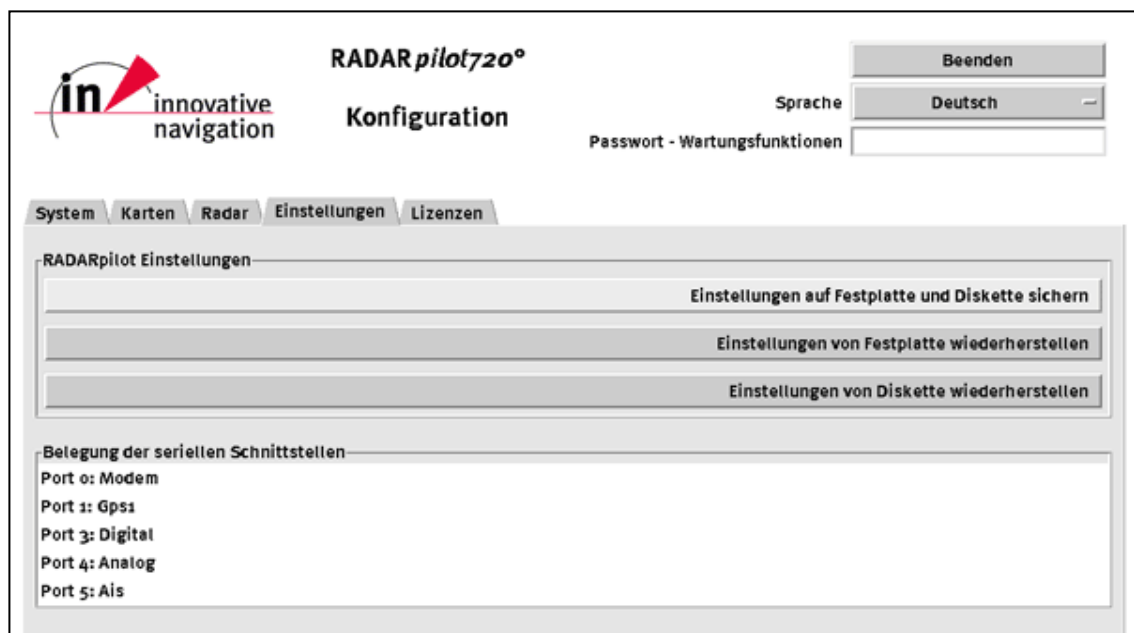 in
innovative
navigation
RADARpilot720°
Konfiguration
Beenden
Sprache
Deutsch
Passwort - Wartungsfunktionen
System
Karten
Radar
Einstellungen
Lizenzen
RADARpilot Einstellungen
Einstellungen auf Festplatte und Diskette sichern
Einstellungen von Festplatte wiederherstellen
Einstellungen von Diskette wiederherstellen
Belegung der seriellen Schnittstellen
Port 0: Modem
Port 1: Gps1
Port 3: Digital
Port 4: Analog
Port 5: Ais